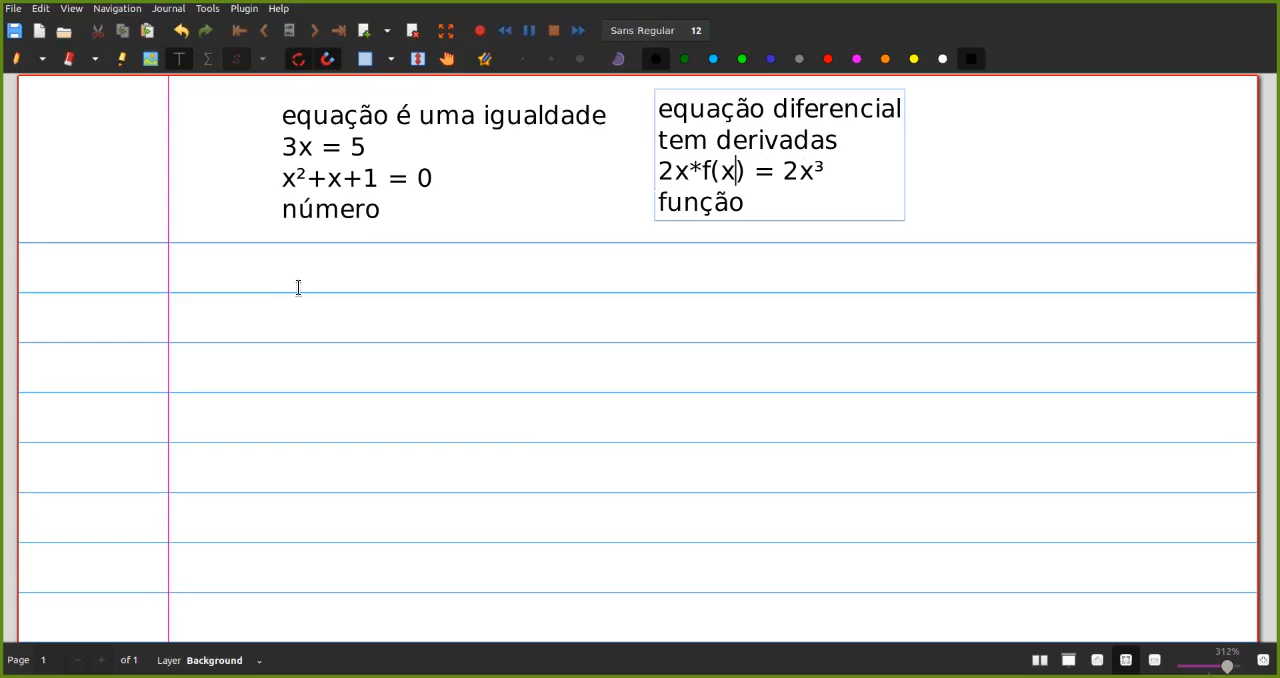 File Edit View Navigation Journal Tools Plugin Help
Sans Regular 12
equação é uma igualdade
3x = 5
x²+x+1 = 0
número
equação diferencial
tem derivadas
2x*f(x) = 2x³
função
312%
Page 1 of 1 Layer Background